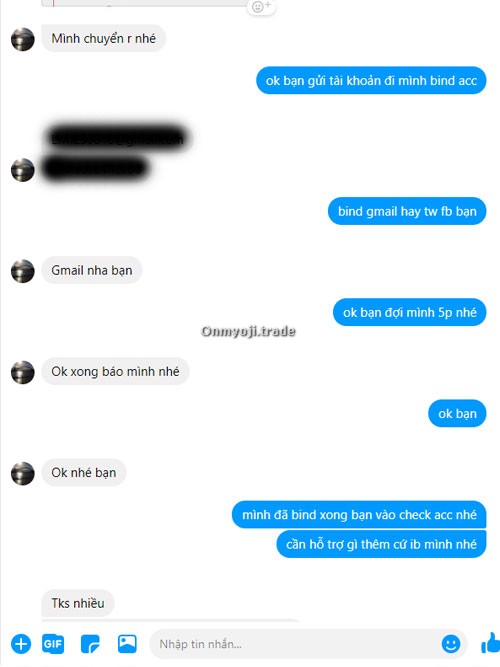 Mình chuyển r nhé
ok bạn gửi tài khoản đi mình bind acc
bind gmail hay tw fb bạn
Gmail nha bạn
ok bạn đợi mình 5p nhé
Onmyoji.trade
Ok xong báo mình nhé
ok bạn
Ok nhé bạn
mình đã bind xong bạn vào check acc nhé
cần hỗ trợ gì thêm cứ ib mình nhé
Tks nhiều
GIF
Nhập tin nhắn...